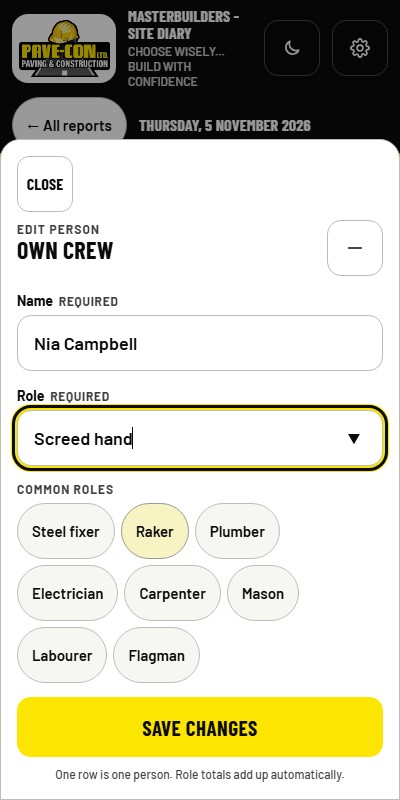 PAVE-CON LTD.
PAVING & CONSTRUCTION
MASTERBUILDERS -
SITE DIARY
CHOOSE WISELY...
BUILD WITH
CONFIDENCE
← All reports
THURSDAY, 5 NOVEMBER 2026
CLOSE
EDIT PERSON
OWN CREW
Name REQUIRED
Nia Campbell
Role REQUIRED
Screed hand
COMMON ROLES
Steel fixer Raker Plumber
Electrician Carpenter Mason
Labourer Flagman
SAVE CHANGES
One row is one person. Role totals add up automatically.